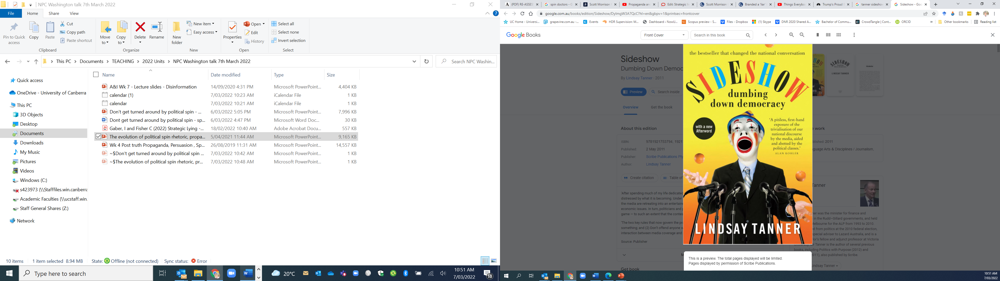 NPC Washington talk 7th March 2022
File Home Share View
Pin to Quick access
Copy
Paste
Cut
Copy path
Paste shortcut
Clipboard
Move to
Copy to
Delete
Rename
Organize
New folder
New item
Easy access
New
Properties
Open
Edit
History
Open
Select all
Select none
Invert selection
Select
This PC Documents TEACHING 2022 Units NPC Washington talk 7th March 2022
Search NPC Washin...
Quick access
OneDrive - University of Canberra
This PC
3D Objects
Desktop
Documents
Downloads
My Music
Pictures
Videos
Windows (C:)
s423973 (\\Stafffiles.win.canberra
Academic Faculties (\\ucstaff.win.
Staff General Shares (Z:)
Network
Name Date modified Type Size
A&I Wk 7 - Lecture slides - Disinformation 14/09/2020 4:31 PM Microsoft PowerPoint... 4,404 KB
calendar (1) 7/03/2022 10:23 AM iCalendar File 1 KB
calendar 7/03/2022 10:21 AM iCalendar File 1 KB
Don't get turned around by political spin - ... 6/03/2022 5:05 PM Microsoft PowerPoint... 7,996 KB
Dont get turned around by political spin - sp... 6/03/2022 4:47 PM Microsoft Word Doc... 30 KB
Gaber, I and Fisher C (2022) Strategic Lying -... 18/02/2022 10:40 AM Adobe Acrobat Docu... 557 KB
The evolution of political spin rhetoric, propa... 5/04/2021 11:44 AM Microsoft PowerPoint... 9,165 KB
Wk 4 Post truth Propaganda, Persuasion , Sp... 26/08/2019 11:31 AM Microsoft PowerPoint... 14,557 KB
~$Don't get turned around by political spin ... 7/03/2022 10:42 AM Microsoft PowerPoint... 1 KB
~$The evolution of political spin rhetoric, pr... 7/03/2022 10:48 AM Microsoft PowerPoint... 1 KB
10 items 1 item selected 8.94 MB State: Offline (not connected) Sync status: Error
Type here to search
20°C
10:51 AM
7/03/2022
18
(PDF) RE-ASSES
spin doctors - G
Scott Morrison
Propaganda an
Edit: Strategic
Scott Morrison
Branded a 'liar'
Things Everybo
Trump's Proud
tanner sideshow
Sideshow - Goo
google.com.au/books/edition/Sideshow/DyImgW3A7QcC?hl=en&gbpv=1&printsec=frontcover
UC Home - Universi...
grapevine.com.au -...
Events
HDR Supervision: M...
Dashboard ‹ NowU...
Scopus preview - S...
Files - Dropbox
(1) Skype
DNR 2020 Shared A...
Bachelor of Commu...
CrowdTangle | Cont...
ORCID
Other bookmarks
Reading list
Google Books
Front Cover
Search in this book
Sideshow
Dumbing Down Democ
By Lindsay Tanner · 2011
Preview
Search inside
Overview
Get the book
About this edition
ISBN: 9781921753794, 1921
Published: 2 May 2011
Publisher: Scribe Publications Pty
Author: Lindsay Tanner
Create citation
Table of
'After spending much of my life dedicated
distressed by what it is becoming. Under
the media are retreating into an entertain
economic issues. In turn, politicians and p
game — to such an extent that the contes
'The two key rules that now govern the pra
something; and (2) Don't offend anyone w
interaction between media coverage and
Source: Publisher
Get book
the bestseller that changed the national conversation
SIDESHOW
dumbing
down democracy
with a new
Afterword
'A pitiless, first-hand
exposure of the
trivialisation of our
national discourse
by the media, aided
and abetted by the
political classes.'
ALAN KOHLER
LINDSAY TANNER
This is a preview. The total pages displayed will be limited.
Pages displayed by permission of Scribe Publications.
SIDESHOW
LINDSAY TANNER
work
blished: 2011
guage Arts & Disciplines / Journalism,
Tanner
ner was the minister for finance and
in the Rudd–Gillard governments, and held
Melbourne for the ALP from 1993 to 2010.
d from politics at the 2010 federal election,
special adviser to Lazard Australia, and is a
lor's fellow and adjunct professor at Victoria
University. Mr Tanner is the author of several previous
books, including Politics with Purpose (2012) and
2011), also published by Scribe.
indsay Tanner
10:51 AM
7/03/2022